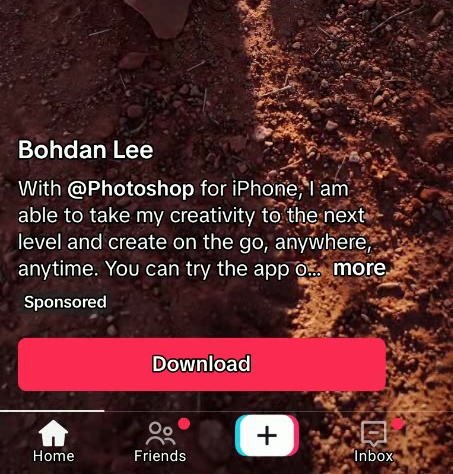 Bohdan Lee
With @Photoshop for iPhone, I am
able to take my creativity to the next
level and create on the go, anywhere,
anytime. You can try the app o... more
Sponsored
Download
Home Friends Inbox